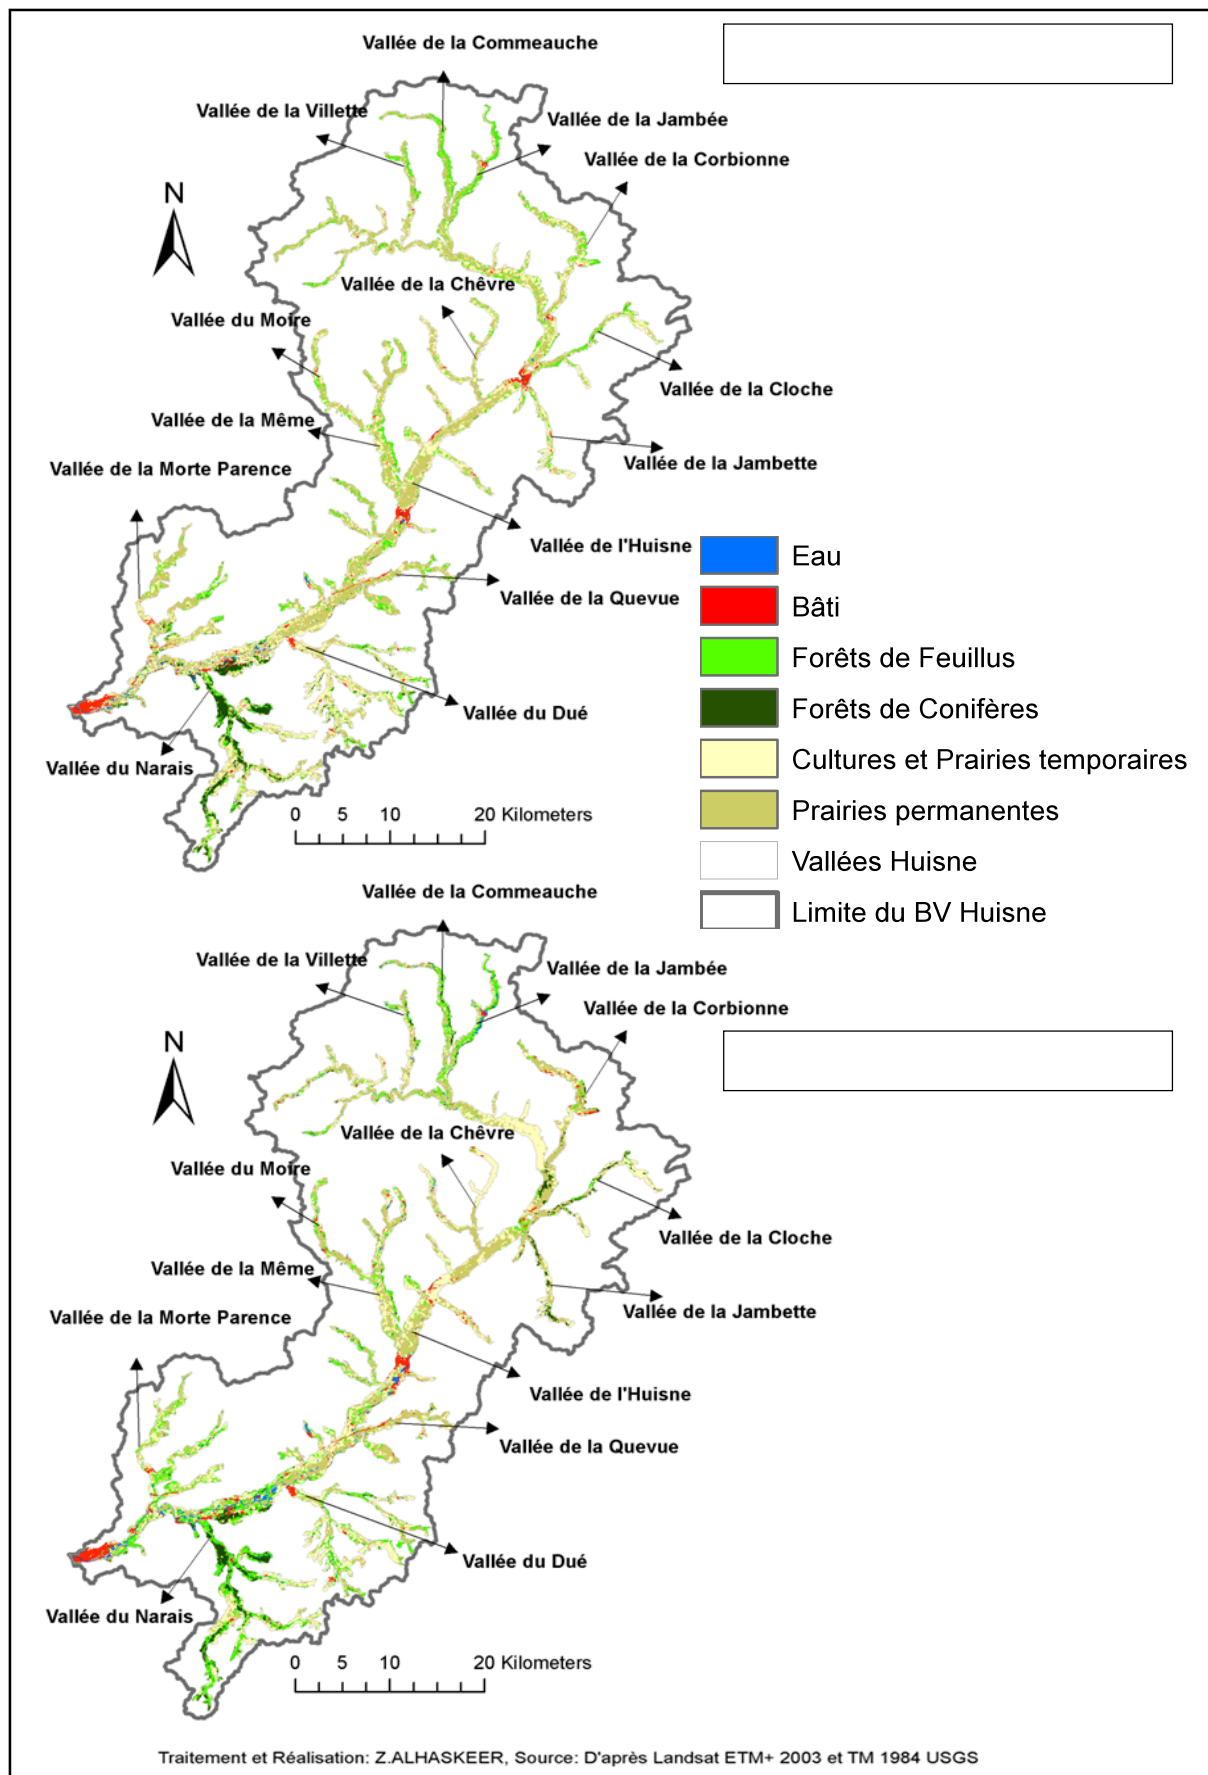 Vallée de la Commeauche
Vallée de la Villette
Vallée de la Jambée
Vallée de la Corbionne
N
Vallée de la Chêvre
Vallée du Moire
Vallée de la Cloche
Vallée de la Même
Vallée de la Morte Parence
Vallée de la Jambette
Vallée de l'Huisne
Vallée de la Quevue
Vallée du Dué
Vallée du Narais
0 5 10 20 Kilometers
Eau
Bâti
Forêts de Feuillus
Forêts de Conifères
Cultures et Prairies temporaires
Prairies permanentes
Vallées Huisne
Limite du BV Huisne
Vallée de la Commeauche
Vallée de la Villette
Vallée de la Jambée
Vallée de la Corbionne
N
Vallée de la Chêvre
Vallée du Moire
Vallée de la Cloche
Vallée de la Même
Vallée de la Morte Parence
Vallée de la Jambette
Vallée de l'Huisne
Vallée de la Quevue
Vallée du Dué
Vallée du Narais
0 5 10 20 Kilometers
Traitement et Réalisation: Z.ALHASKEER, Source: D'après Landsat ETM+ 2003 et TM 1984 USGS